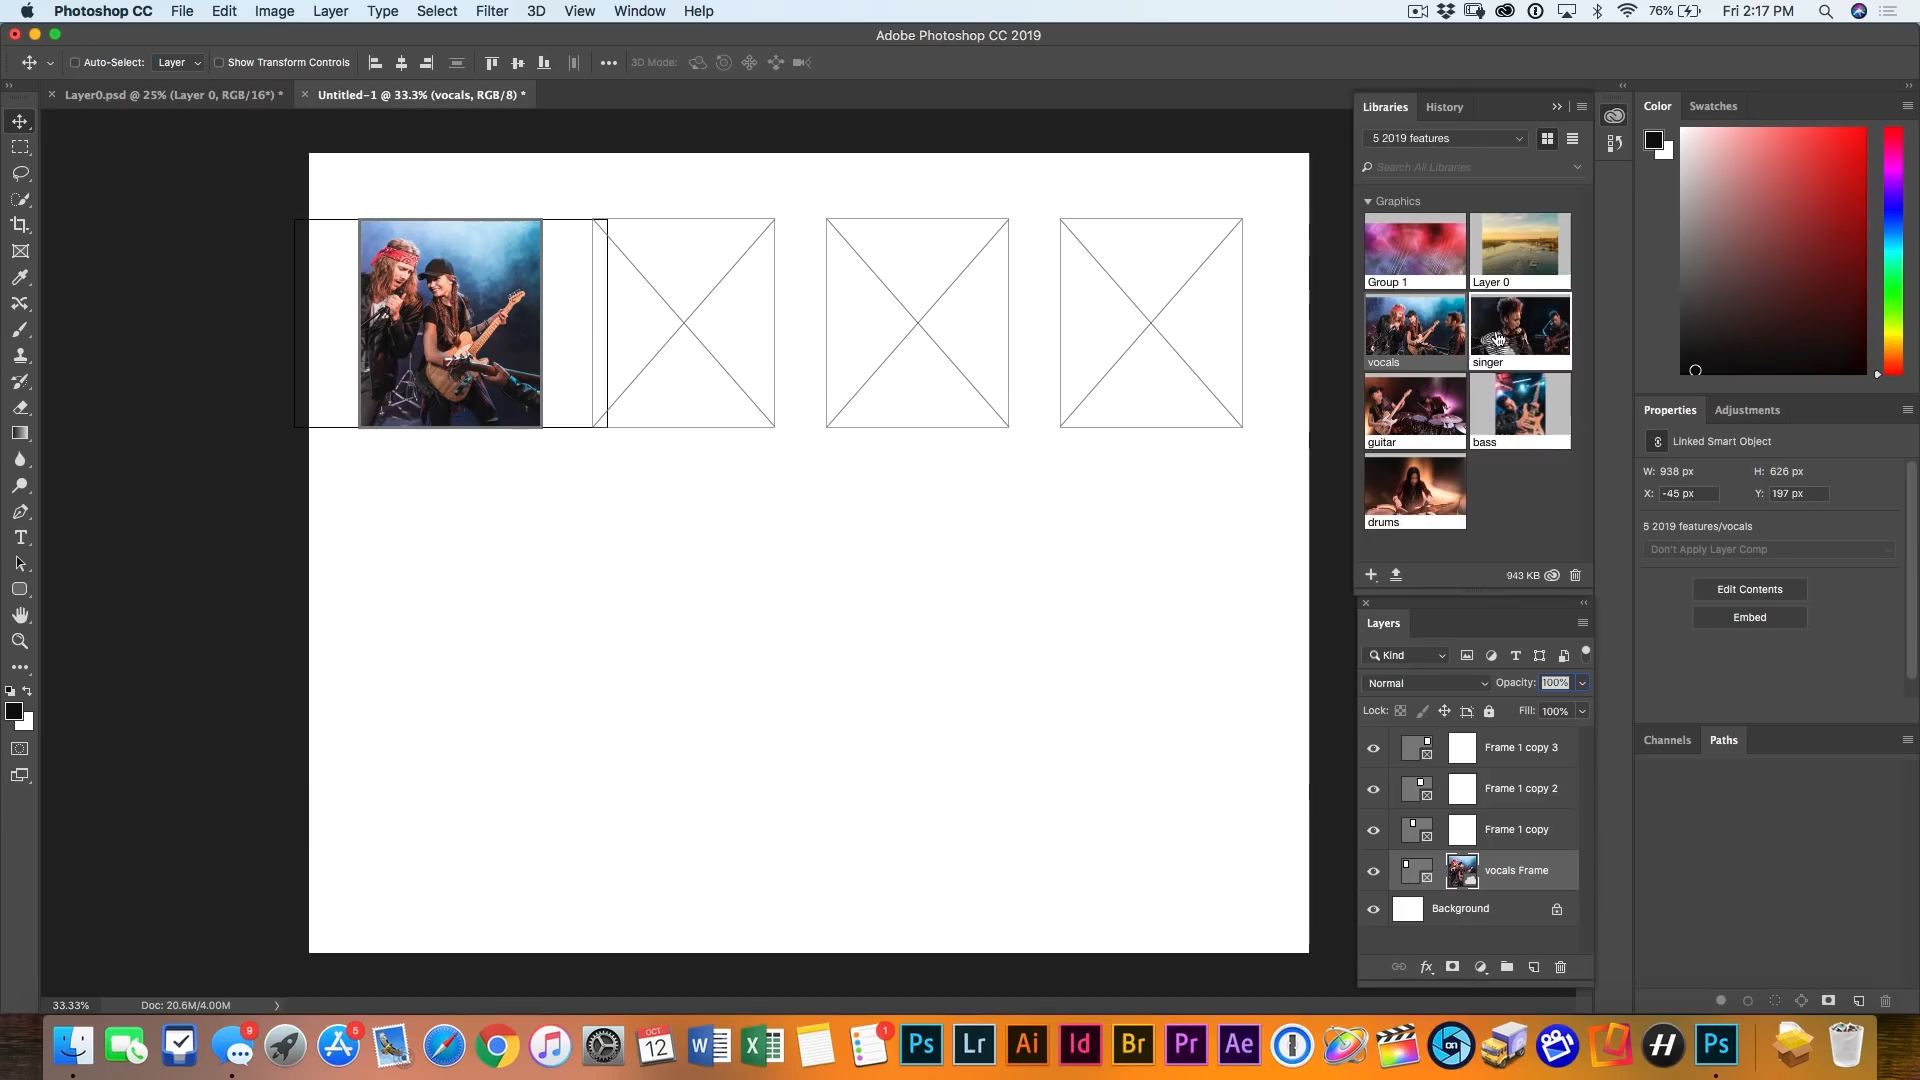 Photoshop CC File Edit Image Layer Type Select Filter 3D View Window Help 76% Fri 2:17 PM
Adobe Photoshop CC 2019
Auto-Select: Layer Show Transform Controls 3D Mode:
Layer0.psd @ 25% (Layer 0, RGB/16*) * Untitled-1 @ 33.3% (vocals, RGB/8) *
Libraries History
5 2019 features
Search All Libraries
Graphics
Group 1 Layer 0
vocals singer
guitar bass
drums
943 KB
Layers
Kind
Normal Opacity: 100%
Lock: Fill: 100%
Frame 1 copy 3
Frame 1 copy 2
Frame 1 copy
vocals Frame
Background
Color Swatches
Properties Adjustments
Linked Smart Object
W: 938 px H: 626 px
X: -45 px Y: 197 px
5 2019 features/vocals
Don't Apply Layer Comp
Edit Contents
Embed
Channels Paths
33.33% Doc: 20.6M/4.00M
9 5 OCT 12 W X 1 Ps Lr Ai Id Br Pr Ae 1 on H Ps